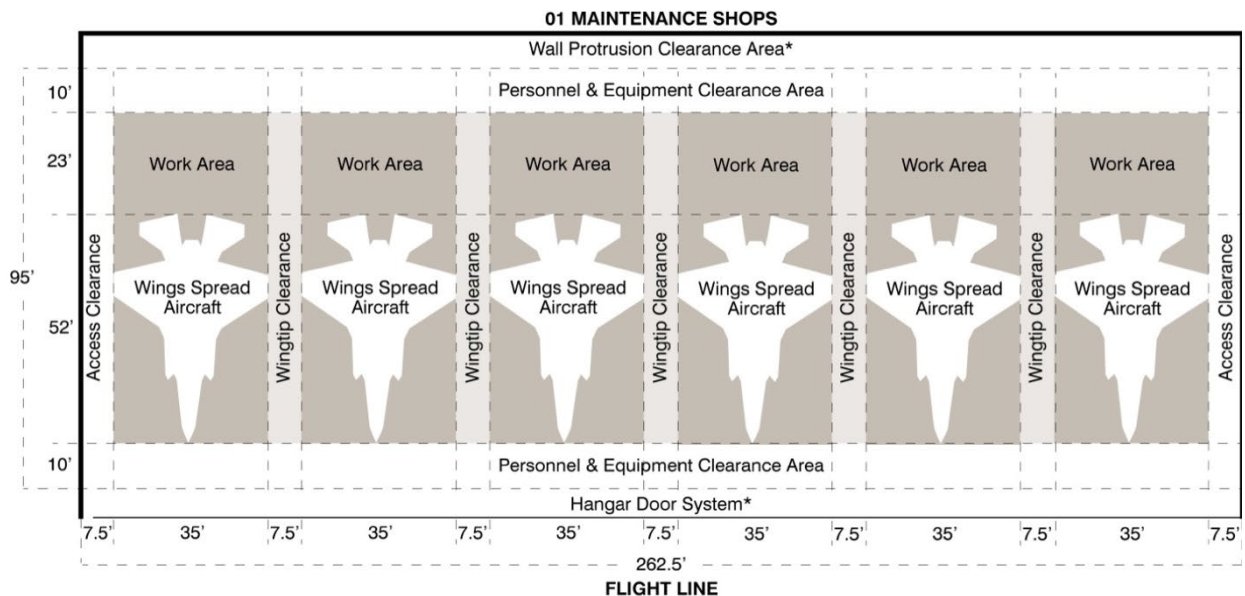 01 MAINTENANCE SHOPS
Wall Protrusion Clearance Area*
10’
Personnel & Equipment Clearance Area
23’
Work Area
Work Area
Work Area
Work Area
Work Area
Work Area
95’
52’
Access Clearance
Wings Spread
Aircraft
Wingtip Clearance
Wings Spread
Aircraft
Wingtip Clearance
Wings Spread
Aircraft
Wingtip Clearance
Wings Spread
Aircraft
Wingtip Clearance
Wings Spread
Aircraft
Wingtip Clearance
Wings Spread
Aircraft
Access Clearance
10’
Personnel & Equipment Clearance Area
Hangar Door System*
7.5’ 35’ 7.5’ 35’ 7.5’ 35’ 7.5’ 35’ 7.5’ 35’ 7.5’ 35’ 7.5’
262.5’
FLIGHT LINE